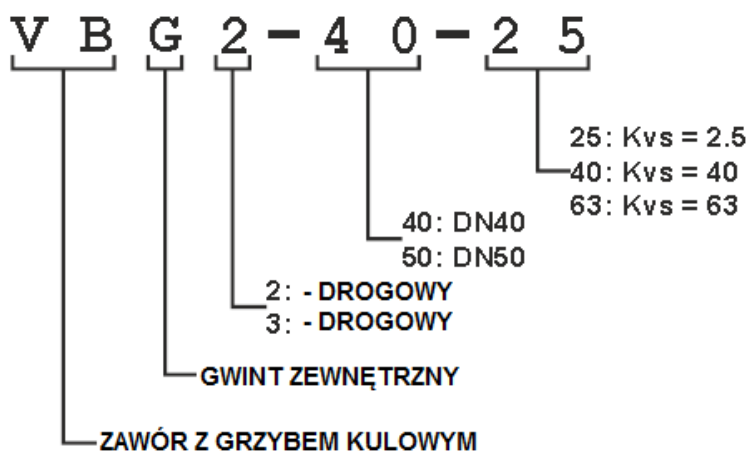 V B G 2 - 4 0 - 2 5
25: Kvs = 2.5
40: Kvs = 40
63: Kvs = 63
40: DN40
50: DN50
2: - DROGOWY
3: - DROGOWY
GWINT ZEWNĘTRZNY
ZAWÓR Z GRZYBEM KULOWYM